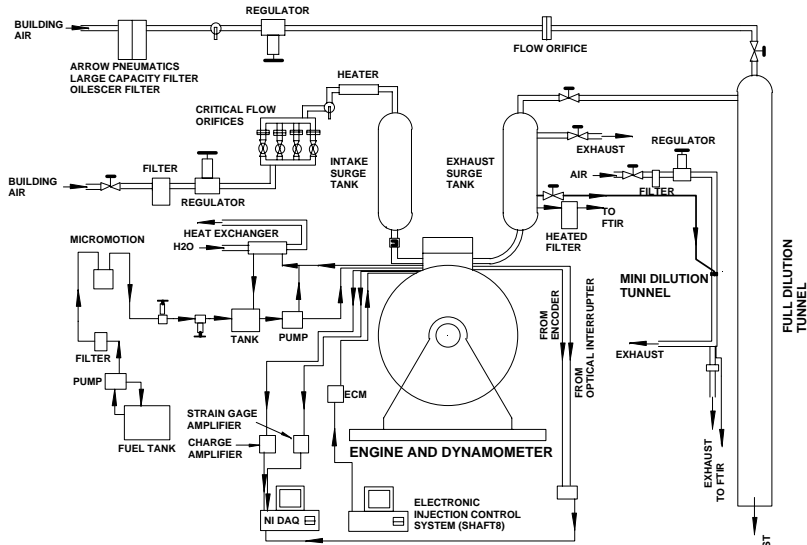 BUILDING
AIR
ARROW PNEUMATICS
LARGE CAPACITY FILTER
OILESCER FILTER
REGULATOR
FLOW ORIFICE
HEATER
CRITICAL FLOW
ORIFICES
FILTER
BUILDING
AIR
REGULATOR
INTAKE
SURGE
TANK
EXHAUST
SURGE
TANK
EXHAUST
REGULATOR
AIR
FILTER
TO
FTIR
HEATED
FILTER
HEAT EXCHANGER
H2O
MICROMOTION
TANK
PUMP
FILTER
PUMP
FUEL TANK
MINI DILUTION
TUNNEL
FULL DILUTION
TUNNEL
EXHAUST
FROM
ENCODER
FROM
OPTICAL INTERRUPTER
ECM
STRAIN GAGE
AMPLIFIER
CHARGE
AMPLIFIER
ENGINE AND DYNAMOMETER
EXHAUST
TO FTIR
NI DAQ
ELECTRONIC
INJECTION CONTROL
SYSTEM (SHAFT8)